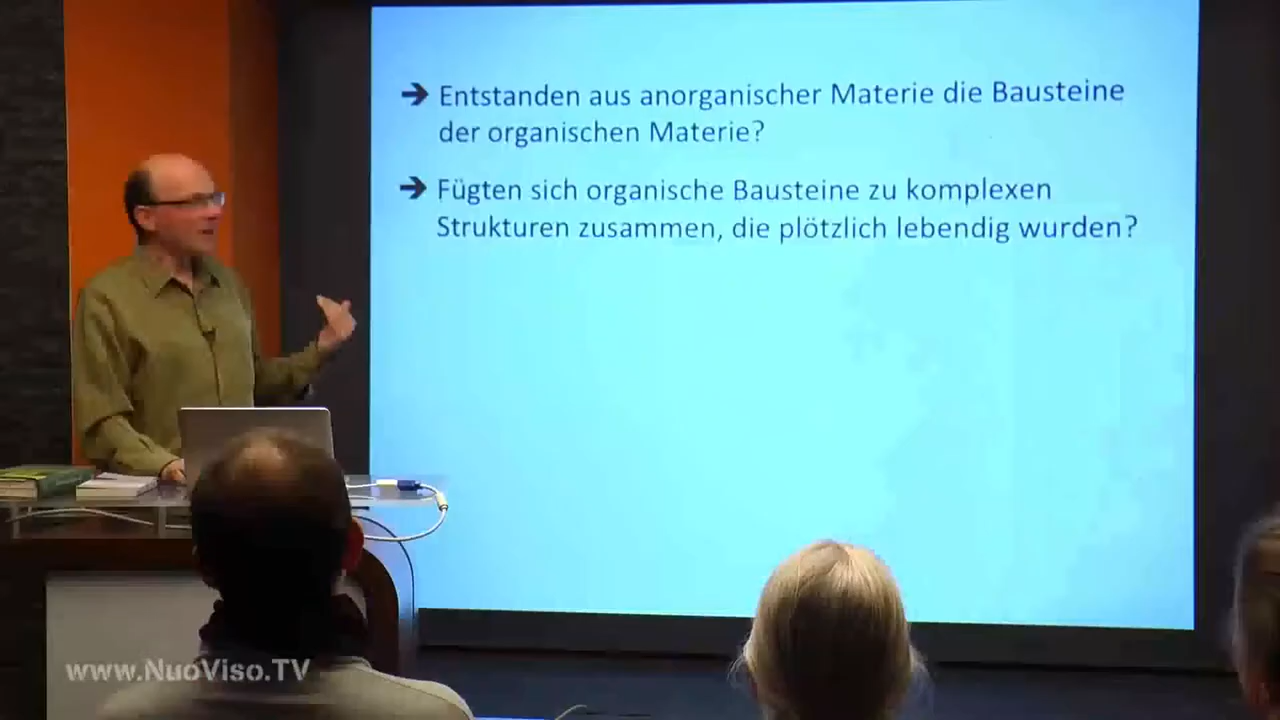 ➔ Entstanden aus anorganischer Materie die Bausteine
der organischen Materie?
➔ Fügten sich organische Bausteine zu komplexen
Strukturen zusammen, die plötzlich lebendig wurden?
www.NuoViso.TV